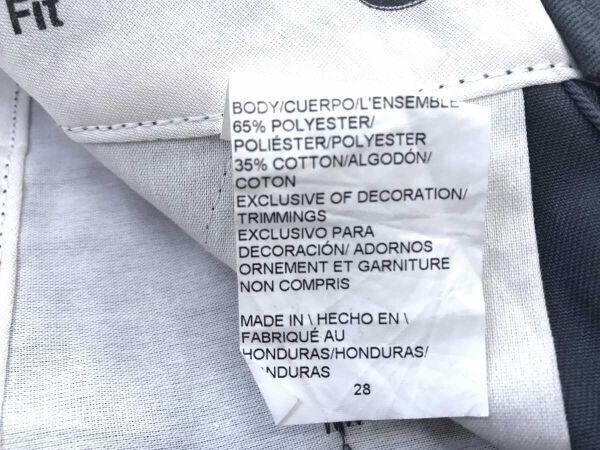 Fit
BODY/CUERPO/L'ENSEMBLE
65% POLYESTER/
POLIÉSTER/POLYESTER
35% COTTON/ALGODÓN/
COTON
EXCLUSIVE OF DECORATION/
TRIMMINGS
EXCLUSIVO PARA
DECORACIÓN/ ADORNOS
ORNEMENT ET GARNITURE
NON COMPRIS
MADE IN \ HECHO EN \
FABRIQUÉ AU
HONDURAS/HONDURAS/
28